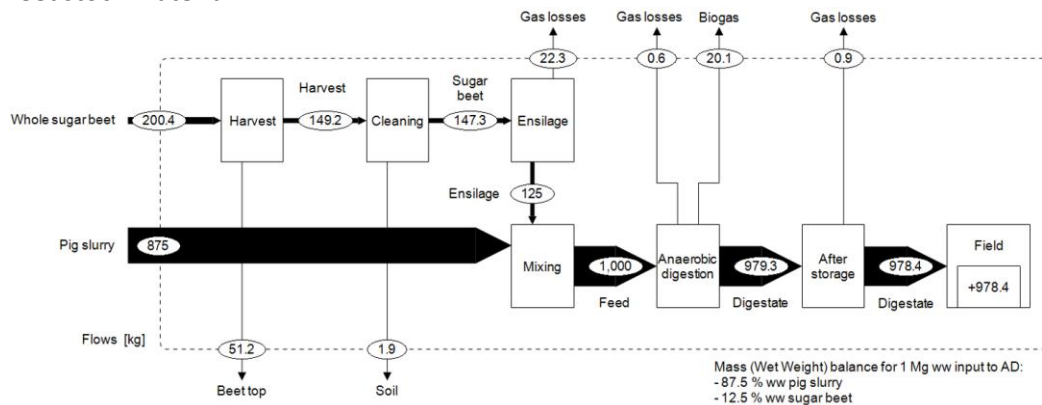 Gas losses
Gas losses
Biogas
Gas losses
22.3
0.6
20.1
0.9
Whole sugar beet
200.4
Harvest
Harvest
149.2
Cleaning
Sugar
beet
147.3
Ensilage
Ensilage
125
Pig slurry
875
Mixing
1,000
Feed
Anaerobic
digestion
979.3
Digestate
After
storage
978.4
Digestate
Field
+978.4
Flows [kg]
51.2
1.9
Beet top
Soil
Mass (Wet Weight) balance for 1 Mg ww input to AD:
- 87.5 % ww pig slurry
- 12.5 % ww sugar beet